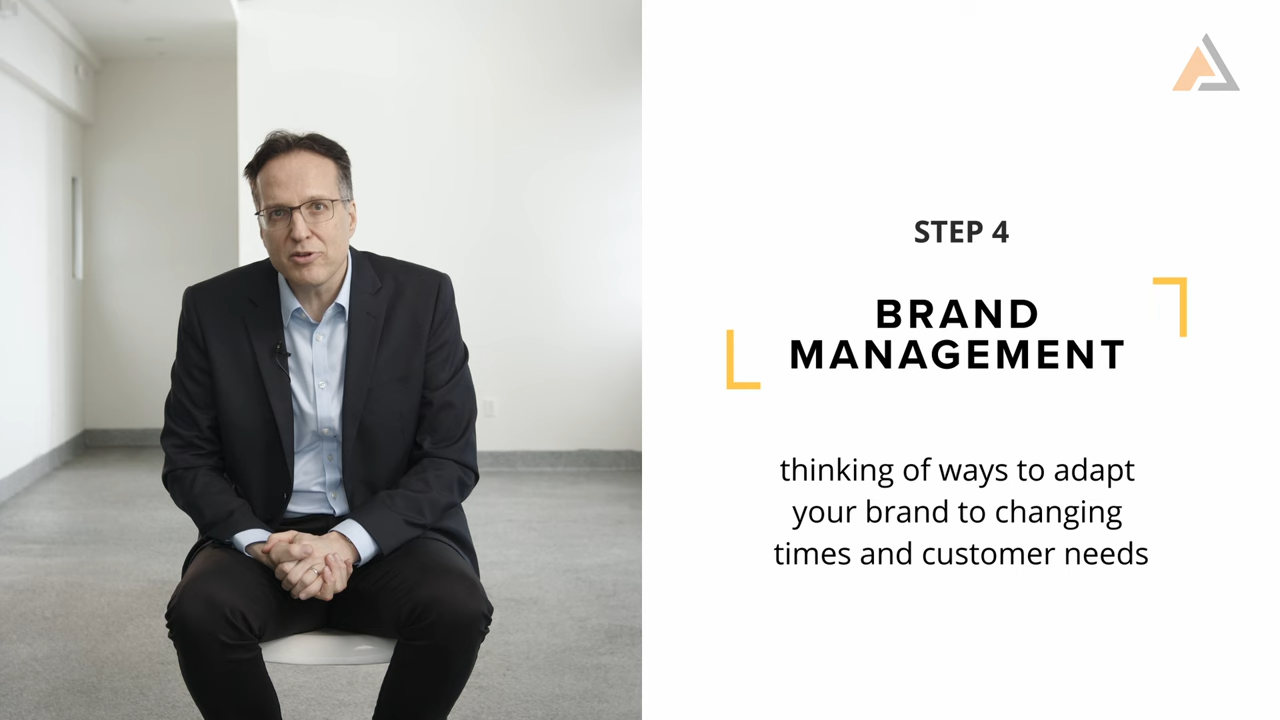 STEP 4
BRAND
MANAGEMENT
thinking of ways to adapt
your brand to changing
times and customer needs